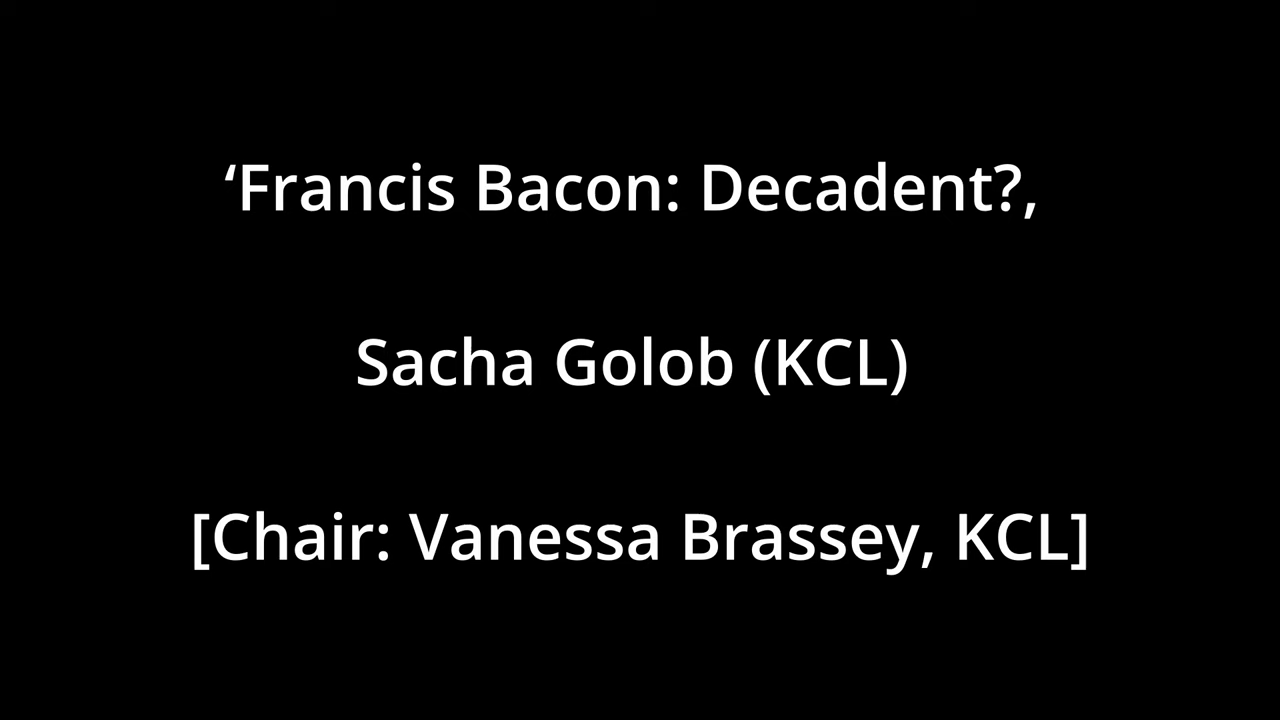 ‘Francis Bacon: Decadent?,
Sacha Golob (KCL)
[Chair: Vanessa Brassey, KCL]